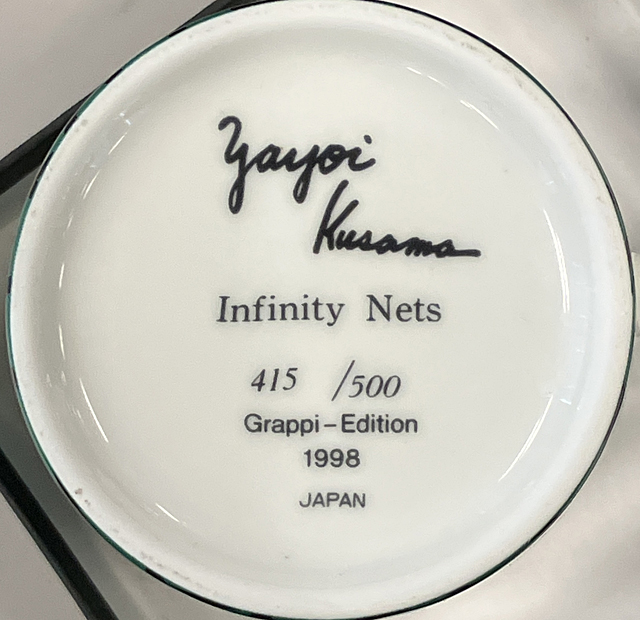 Yayoi
Kusama
Infinity Nets
415 /500
Grappi-Edition
1998
JAPAN